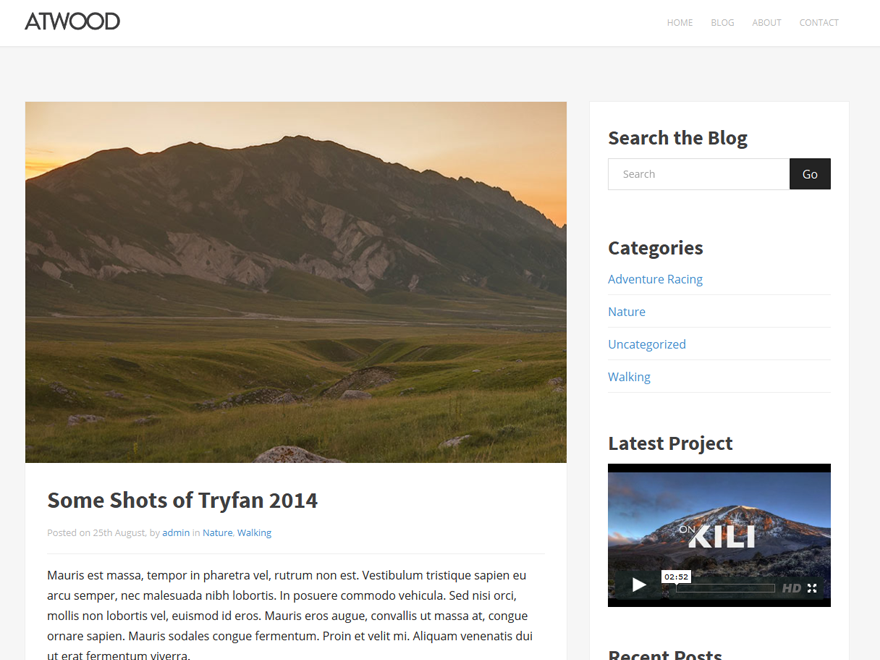 ATWOOD
HOME BLOG ABOUT CONTACT
Some Shots of Tryfan 2014
Posted on 25th August, by admin in Nature, Walking
Mauris est massa, tempor in pharetra vel, rutrum non est. Vestibulum tristique sapien eu
arcu semper, nec malesuada nibh lobortis. In posuere commodo vehicula. Sed nisi orci,
mollis non lobortis vel, euismod id eros. Mauris eros augue, convallis ut massa at, congue
ornare sapien. Mauris sodales congue fermentum. Proin et velit mi. Aliquam venenatis dui
ut erat fermentum viverra.
Search the Blog
Search Go
Categories
Adventure Racing
Nature
Uncategorized
Walking
Latest Project
ON KILI
02:52
HD
Recent Posts